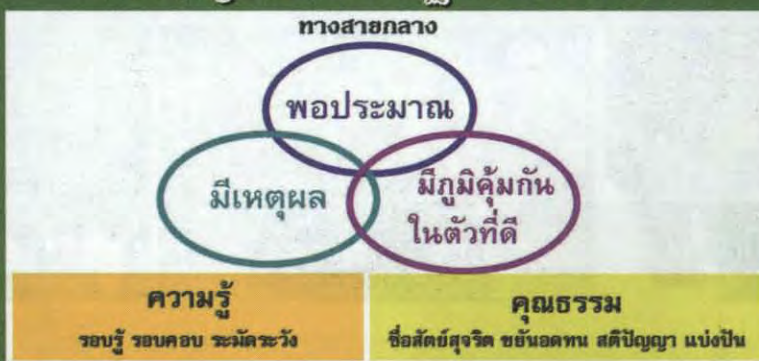 ทางสายกลาง
พอประมาณ
มีเหตุผล
มีภูมิคุ้มกัน
ในตัวที่ดี
ความรู้
รอบรู้ รอบคอบ ระมัดระวัง
คุณธรรม
ซื่อสัตย์สุจริต ขยันอดทน สติปัญญา แบ่งปัน